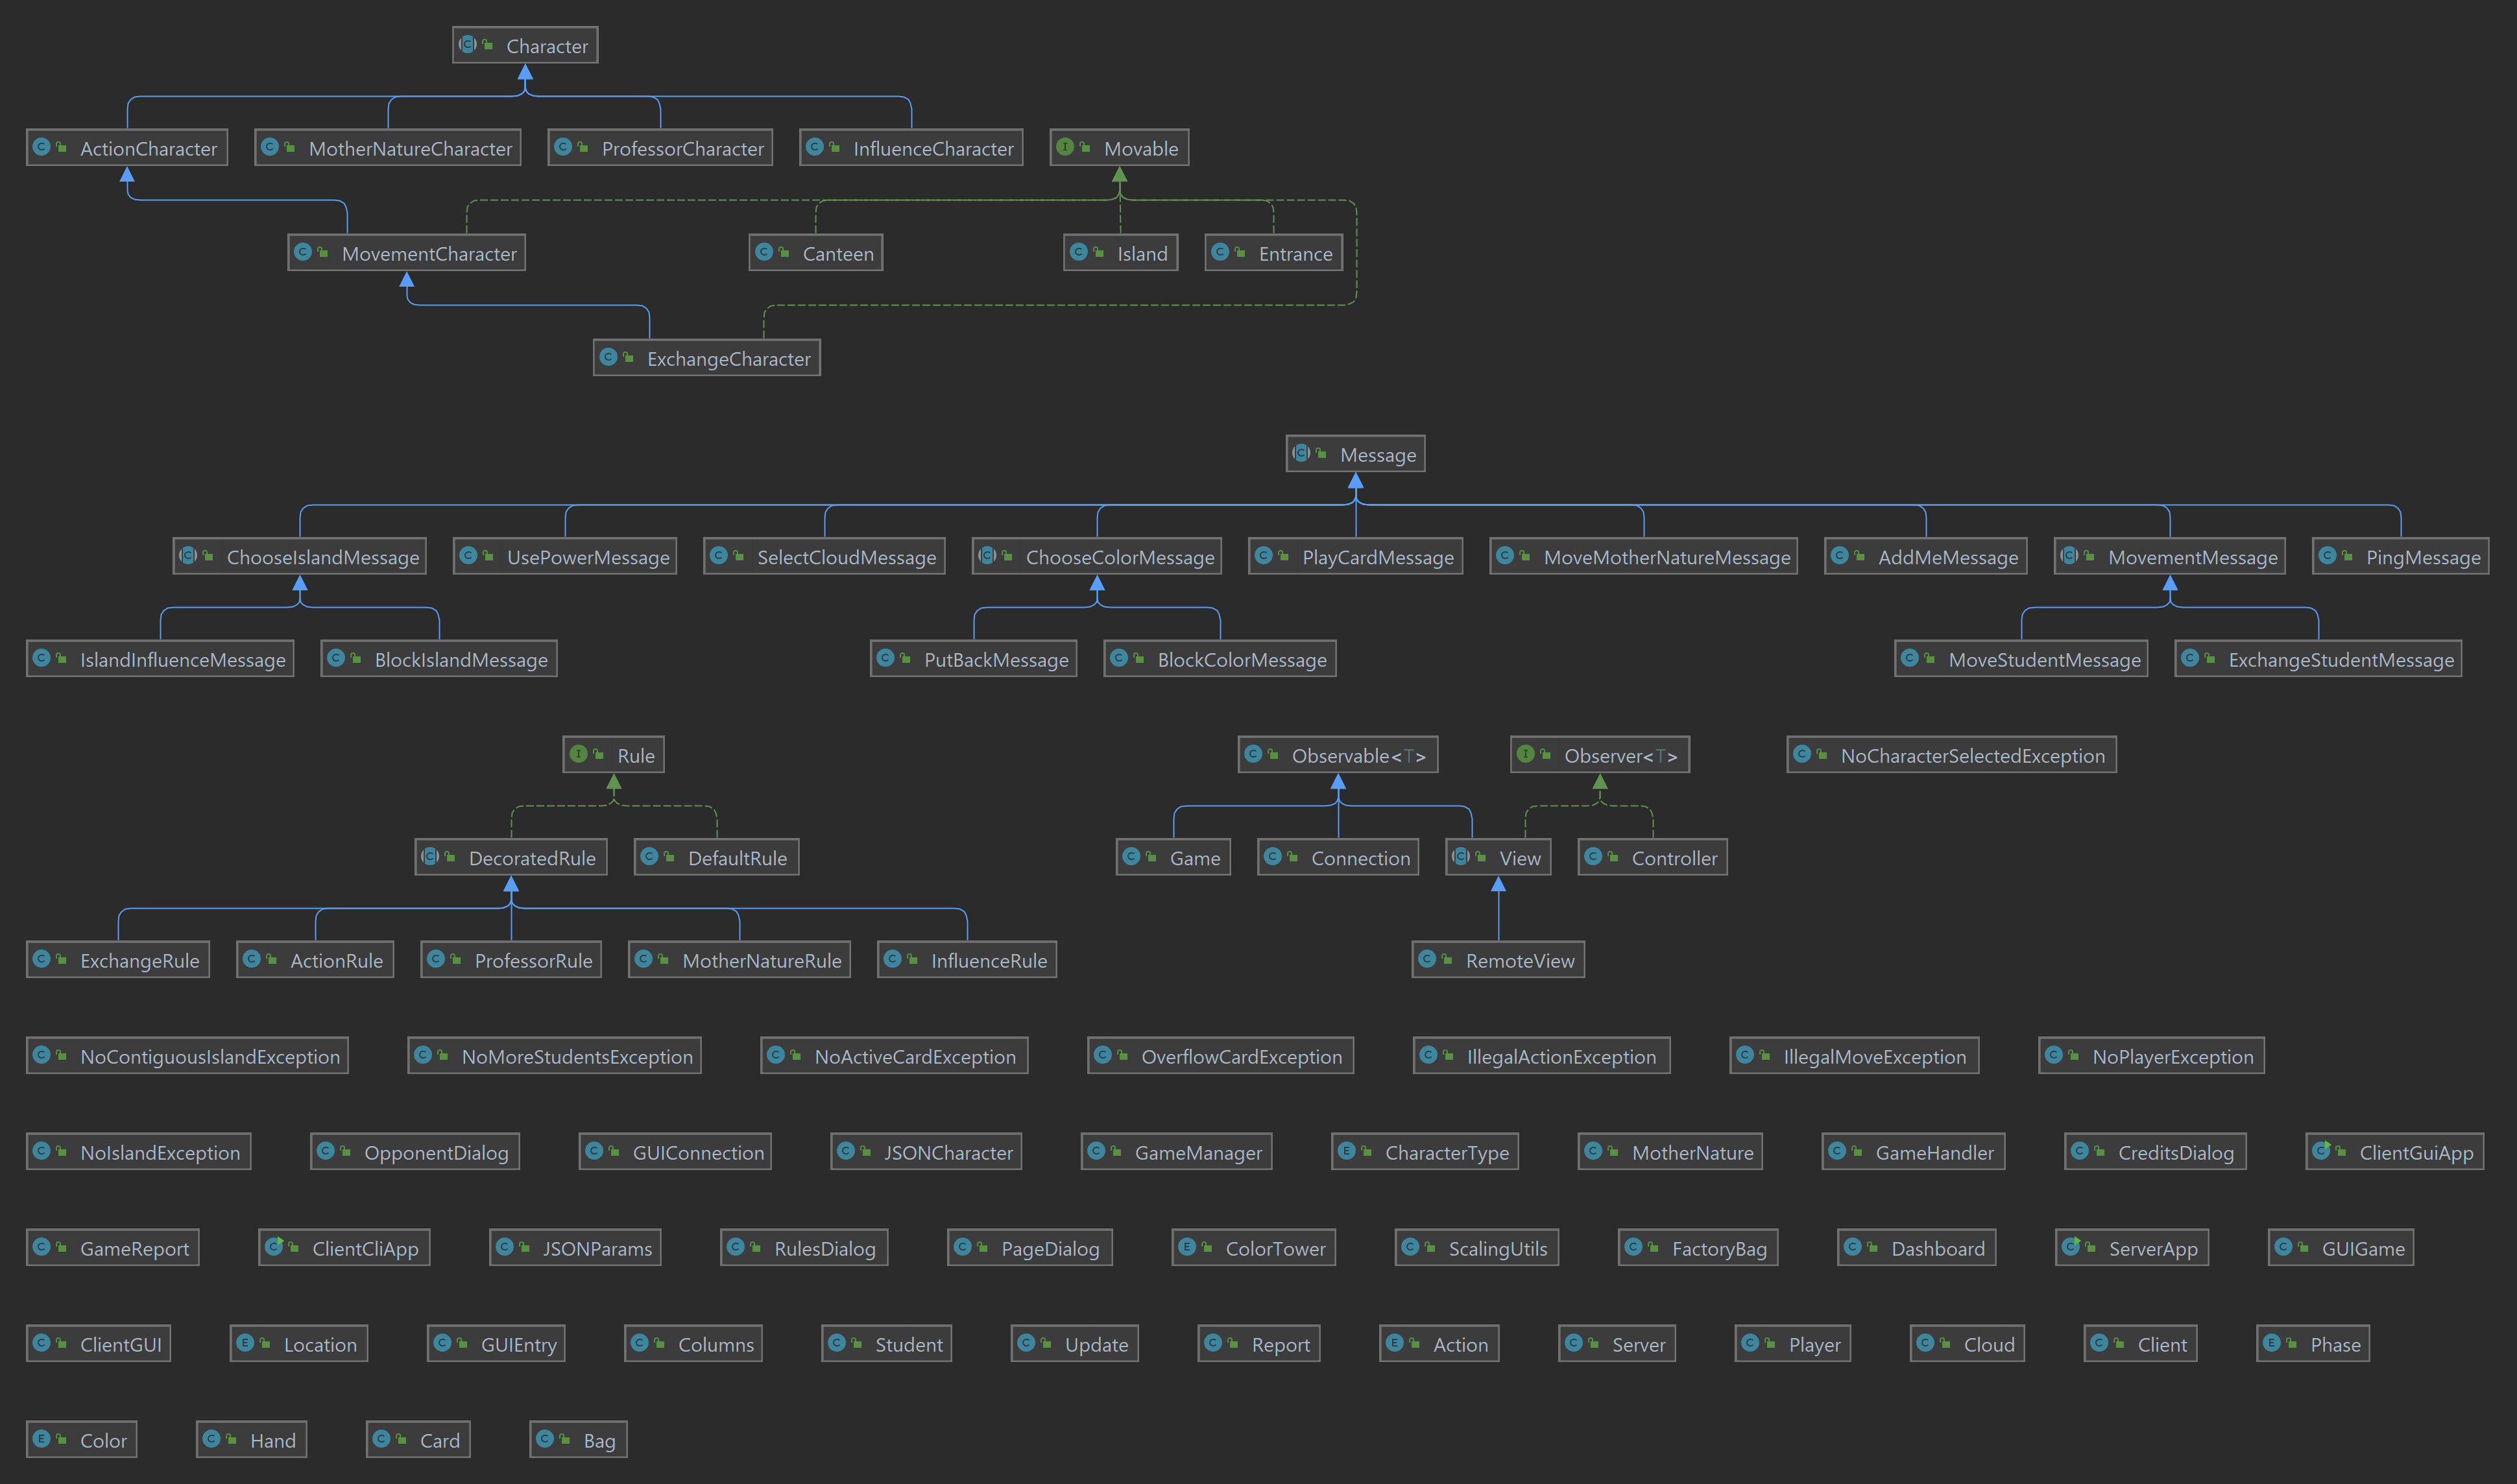 Character
ActionCharacter MotherNatureCharacter ProfessorCharacter InfluenceCharacter Movable
MovementCharacter Canteen Island Entrance
ExchangeCharacter
Message
ChooseIslandMessage UsePowerMessage SelectCloudMessage ChooseColorMessage PlayCardMessage MoveMotherNatureMessage AddMeMessage MovementMessage PingMessage
IslandInfluenceMessage BlockIslandMessage PutBackMessage BlockColorMessage MoveStudentMessage ExchangeStudentMessage
Rule Observable<T> Observer<T> NoCharacterSelectedException
DecoratedRule DefaultRule Game Connection View Controller
ExchangeRule ActionRule ProfessorRule MotherNatureRule InfluenceRule RemoteView
NoContiguousIslandException NoMoreStudentsException NoActiveCardException OverflowCardException IllegalActionException IllegalMoveException NoPlayerException
NoIslandException OpponentDialog GUIConnection JSONCharacter GameManager CharacterType MotherNature GameHandler CreditsDialog ClientGuiApp
GameReport ClientCliApp JSONParams RulesDialog PageDialog ColorTower ScalingUtils FactoryBag Dashboard ServerApp GUIGame
ClientGUI Location GUIEntry Columns Student Update Report Action Server Player Cloud Client Phase
Color Hand Card Bag